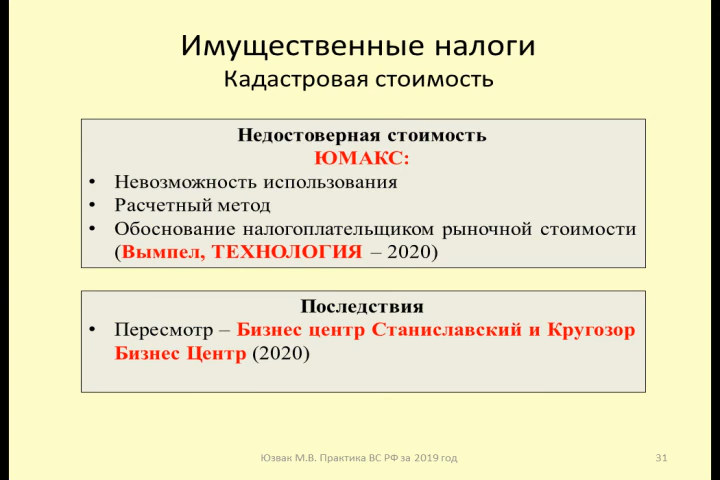 Имущественные налоги
Кадастровая стоимость
Недостоверная стоимость
ЮМАКС:
• Невозможность использования
• Расчетный метод
• Обоснование налогоплательщиком рыночной стоимости
(Вымпел, ТЕХНОЛОГИЯ – 2020)
Последствия
• Пересмотр – Бизнес центр Станиславский и Кругозор
Бизнес Центр (2020)
Юзвак М.В. Практика ВС РФ за 2019 год
31